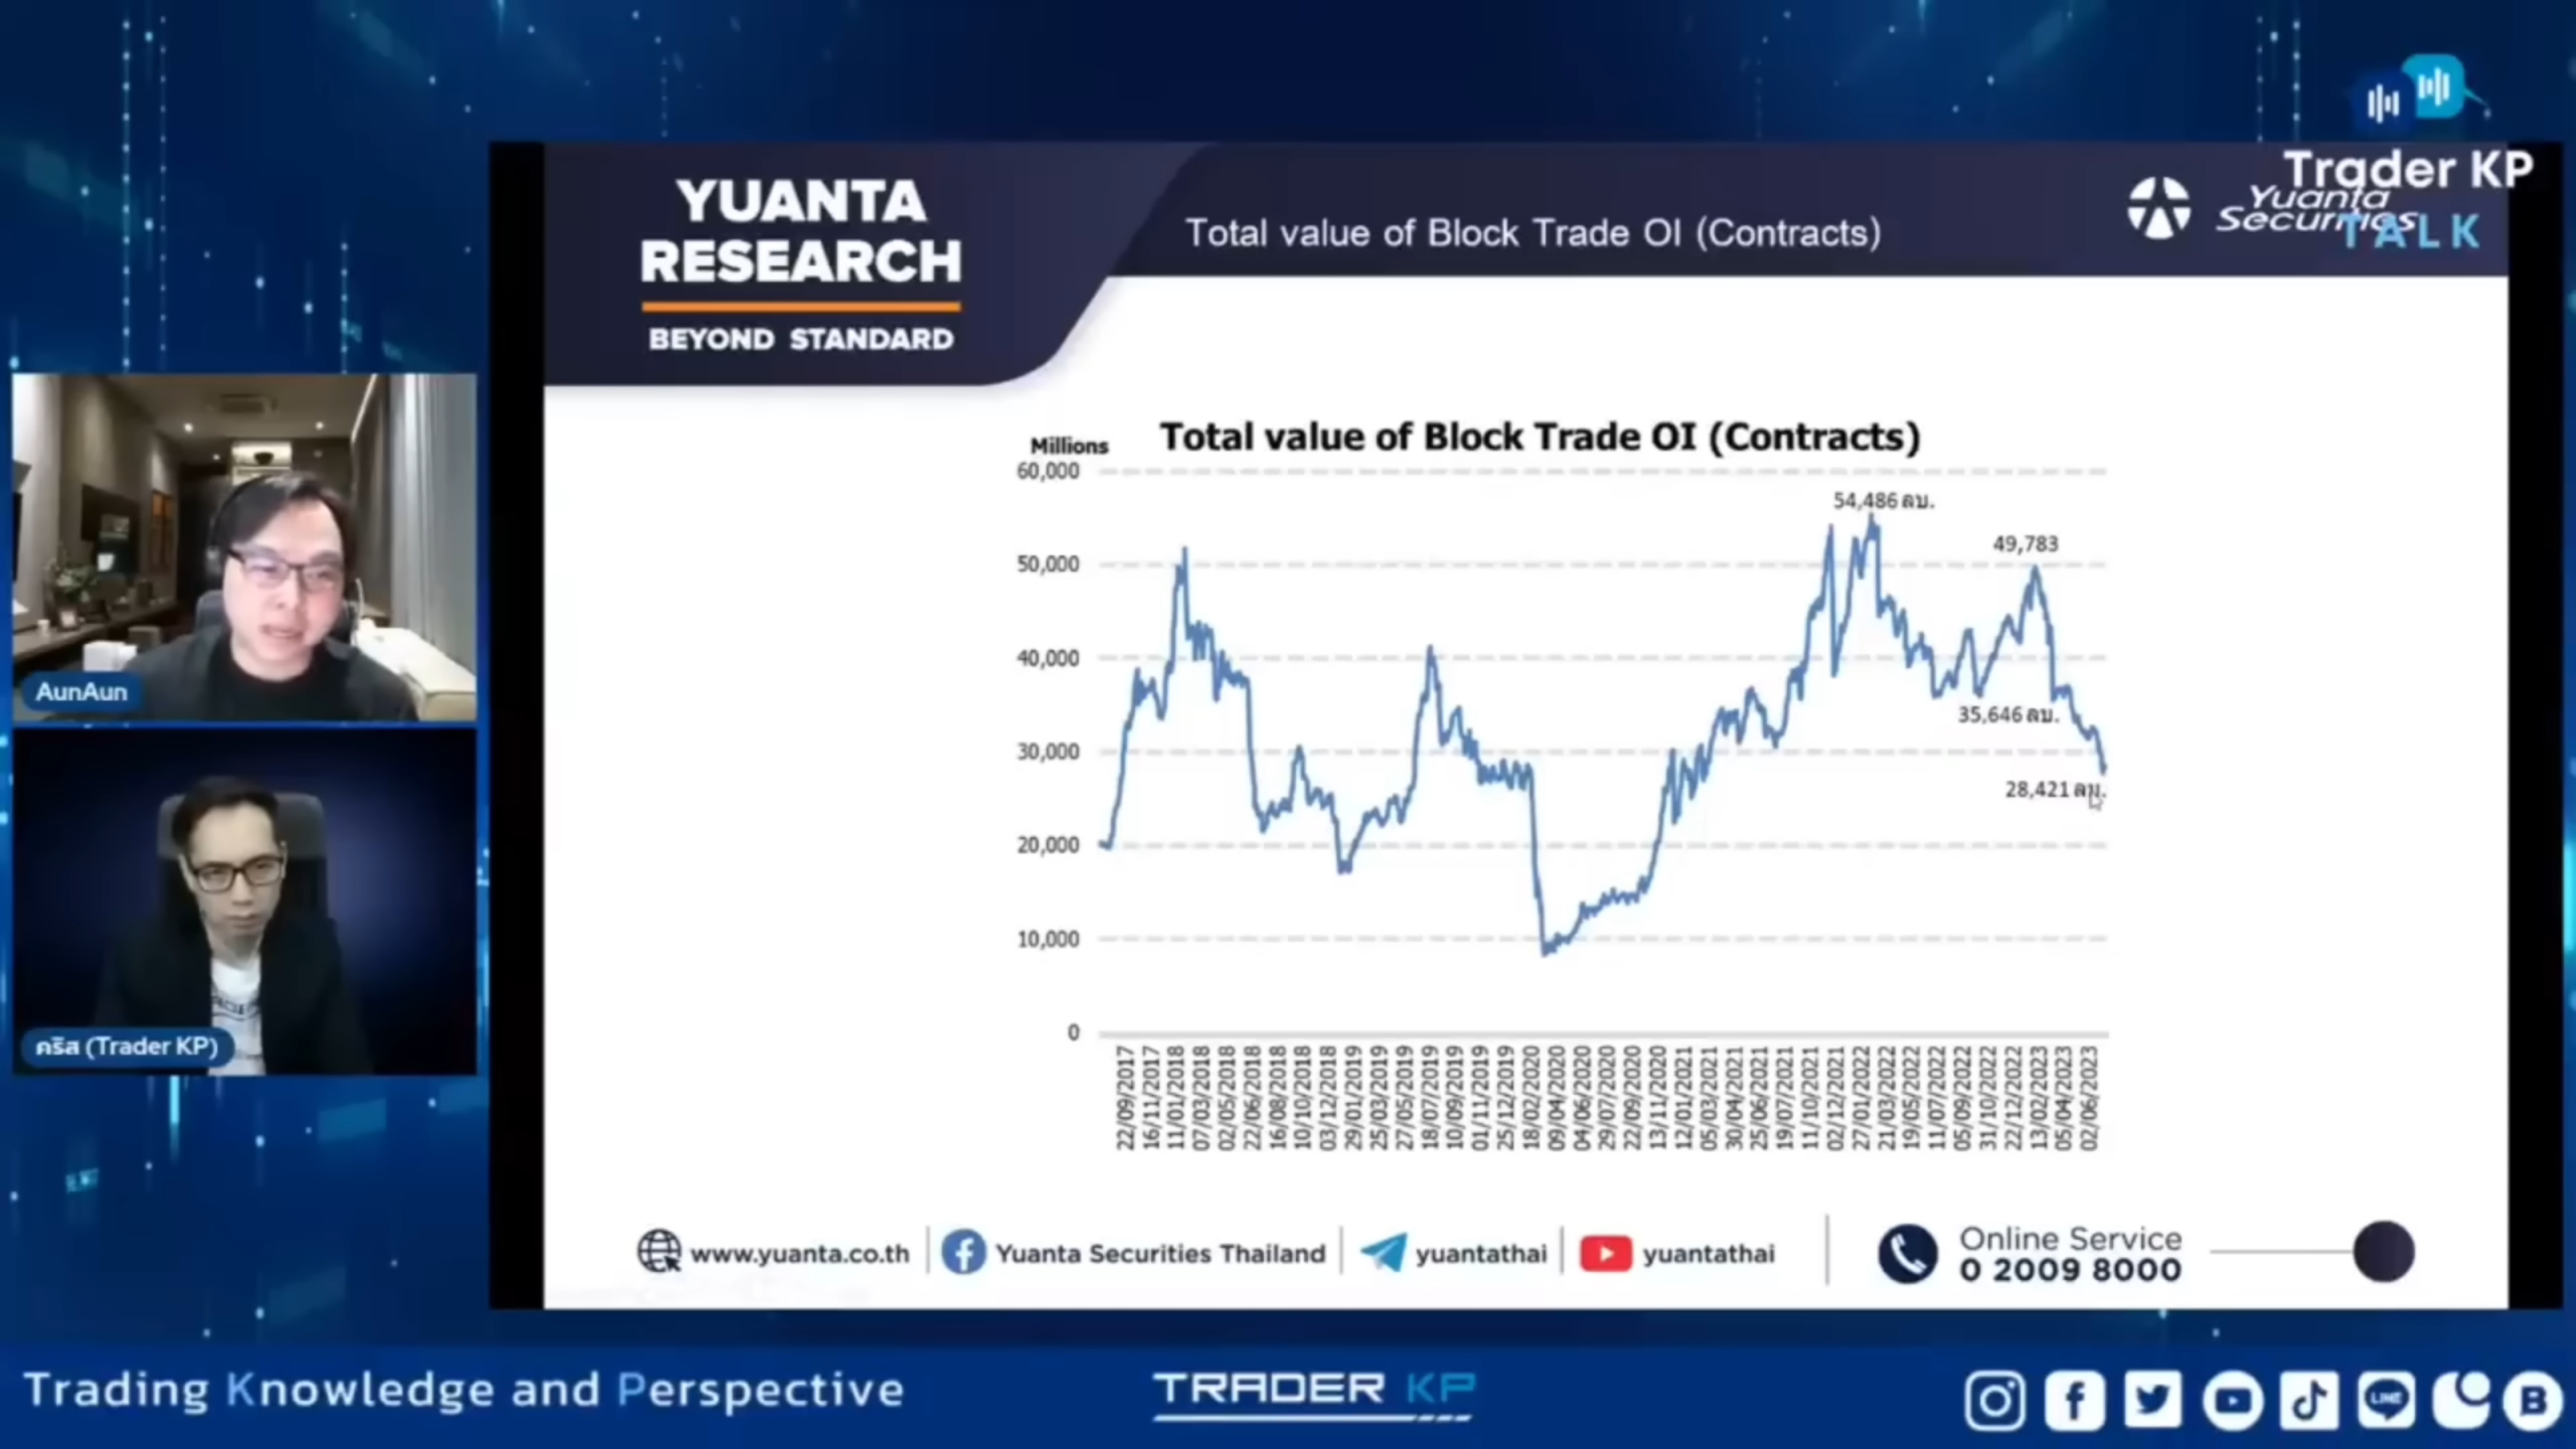 Trader KP
TALK
YUANTA
RESEARCH
BEYOND STANDARD
Total value of Block Trade OI (Contracts)
Yuanta
Securities
AunAun
คริส (Trader KP)
Total value of Block Trade OI (Contracts)
Millions
60,000
50,000
40,000
30,000
20,000
10,000
0
54,486 ลบ.
49,783
35,646 ลบ.
28,421 ลบ.
22/09/2017
16/11/2017
11/01/2018
07/03/2018
02/05/2018
22/06/2018
16/08/2018
10/10/2018
03/12/2018
29/01/2019
25/03/2019
27/05/2019
18/07/2019
10/09/2019
01/11/2019
25/12/2019
18/02/2020
09/04/2020
04/06/2020
29/07/2020
22/09/2020
13/11/2020
12/01/2021
05/03/2021
30/04/2021
25/06/2021
19/07/2021
11/10/2021
02/12/2021
27/01/2022
21/03/2022
19/05/2022
11/07/2022
05/09/2022
31/10/2022
22/12/2022
13/02/2023
05/04/2023
02/06/2023
www.yuanta.co.th
Yuanta Securities Thailand
yuantathai
yuantathai
Online Service
0 2009 8000
Trading Knowledge and Perspective
TRADER KP
LINE
B